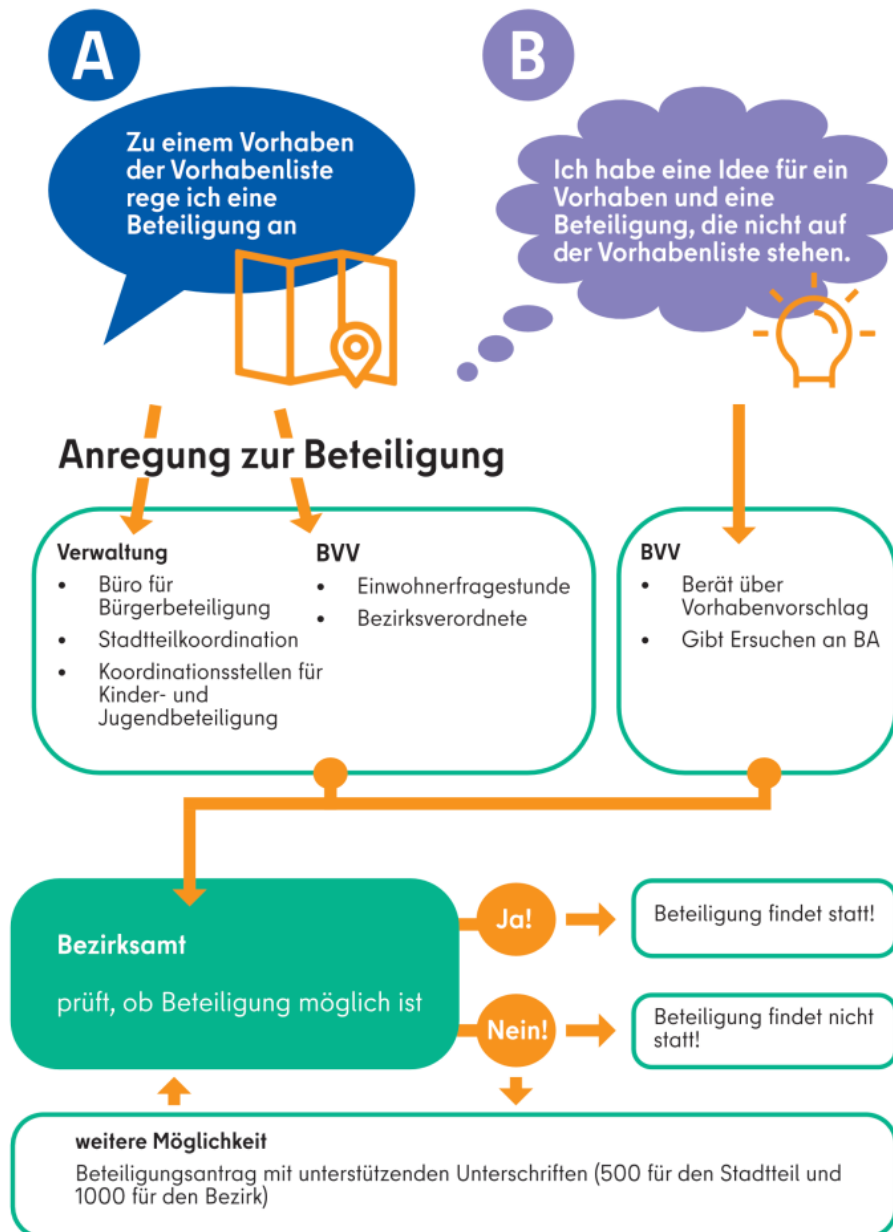 A
Zu einem Vorhaben
der Vorhabenliste
rege ich eine
Beteiligung an
B
Ich habe eine Idee für ein
Vorhaben und eine
Beteiligung, die nicht auf
der Vorhabenliste stehen.
Anregung zur Beteiligung
Verwaltung
• Büro für
Bürgerbeteiligung
• Stadtteilkoordination
• Koordinationsstellen für
Kinder- und
Jugendbeteiligung
BVV
• Einwohnerfragestunde
• Bezirksverordnete
BVV
• Berät über
Vorhabenvorschlag
• Gibt Ersuchen an BA
Bezirksamt
prüft, ob Beteiligung möglich ist
Ja!
Beteiligung findet statt!
Nein!
Beteiligung findet nicht
statt!
weitere Möglichkeit
Beteiligungsantrag mit unterstützenden Unterschriften (500 für den Stadtteil und
1000 für den Bezirk)